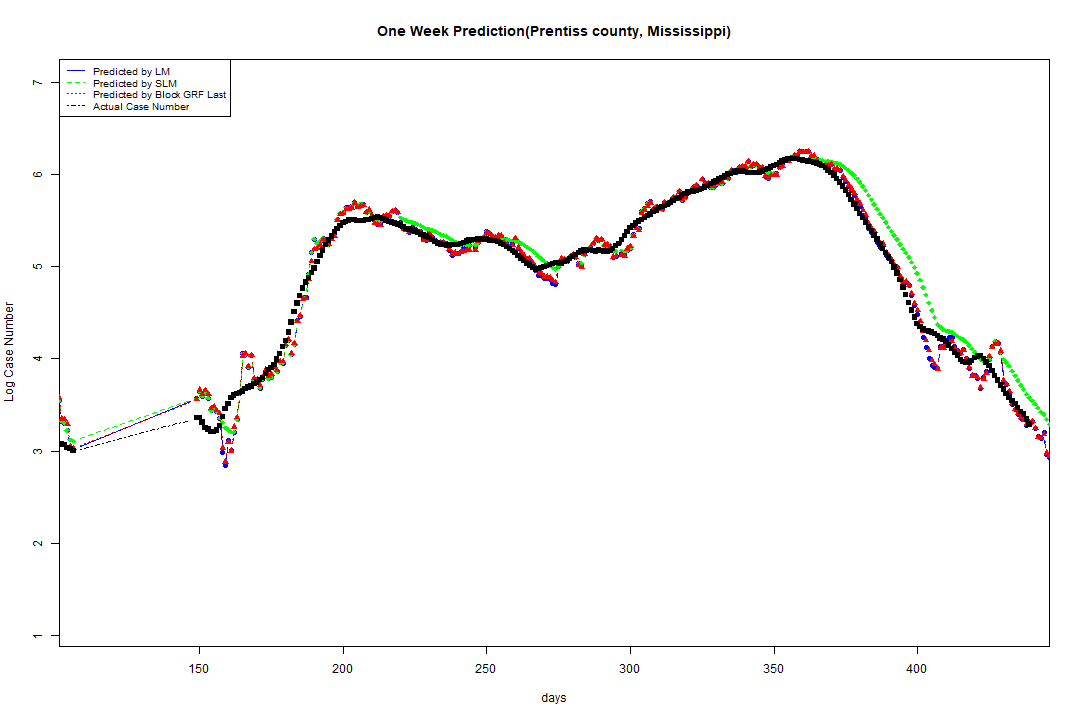 One Week Prediction(Prentiss county, Mississippi)
Predicted by LM
Predicted by SLM
Predicted by Block GRF Last
Actual Case Number
7
6
5
4
3
2
1
Log Case Number
150 200 250 300 350 400
days